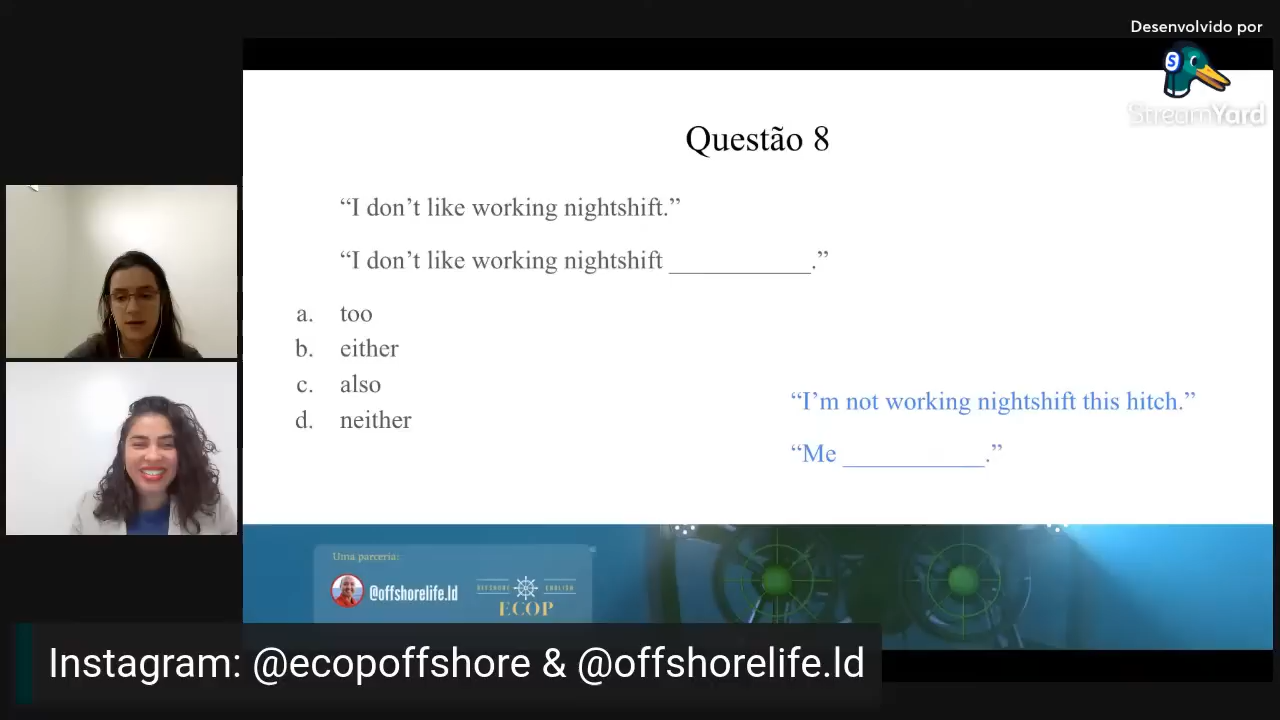 Desenvolvido por
StreamYard
Questão 8
“I don’t like working nightshift.”
“I don’t like working nightshift ___________.”
a. too
b. either
c. also
d. neither
“I’m not working nightshift this hitch.”
“Me ___________.”
Uma parceria:
@offshorelife.ld
OFFSHORE ENGLISH
ECOP
Instagram: @ecopoffshore & @offshorelife.ld